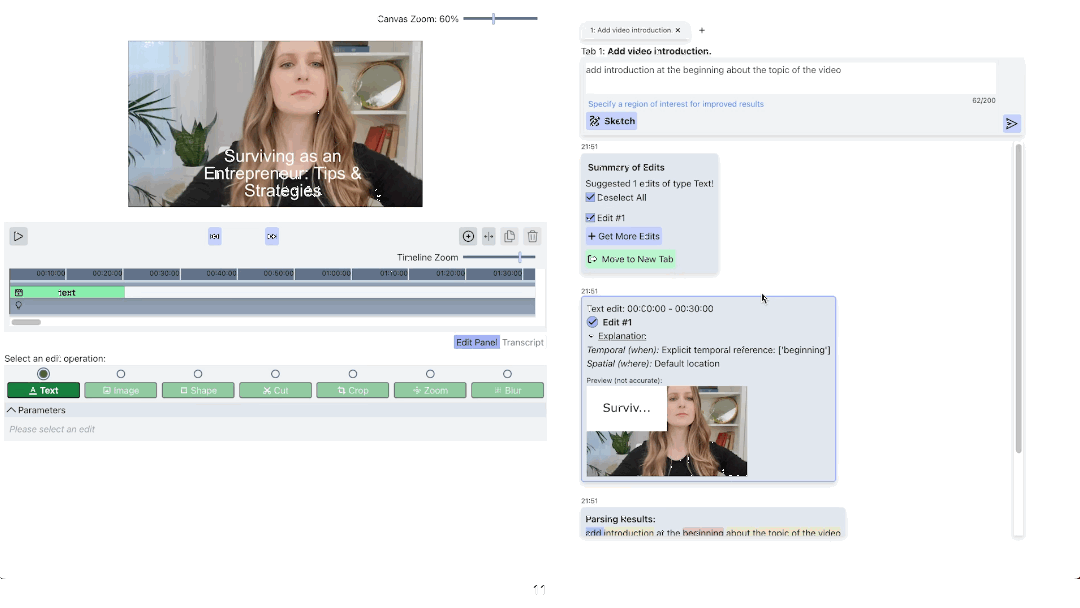 Canvas Zoom: 60%
Surviving as an
Entrepreneur: Tips &
Strategies
Timeline Zoom
00:10:00
00:20:00
00:30:00
00:40:00
00:50:00
01:00:00
01:10:00
01:20:00
01:30:00
text
Edit Panel Transcript
Select an edit operation:
Text Image Shape Cut Crop Zoom Blur
Parameters
Please select an edit
1: Add video introduction × +
Tab 1: Add video introduction.
add introduction at the beginning about the topic of the video
62/200
Specify a region of interest for improved results
Sketch
21:51
Summary of Edits
Suggested 1 edits of type Text!
Deselect All
Edit #1
+ Get More Edits
Move to New Tab
21:51
Text edit: 00:00:00 - 00:30:00
Edit #1
Explanation:
Temporal (when): Explicit temporal reference: ['beginning']
Spatial (where): Default location
Preview (not accurate):
Surviv...
21:51
Parsing Results:
add introduction at the beginning about the topic of the video